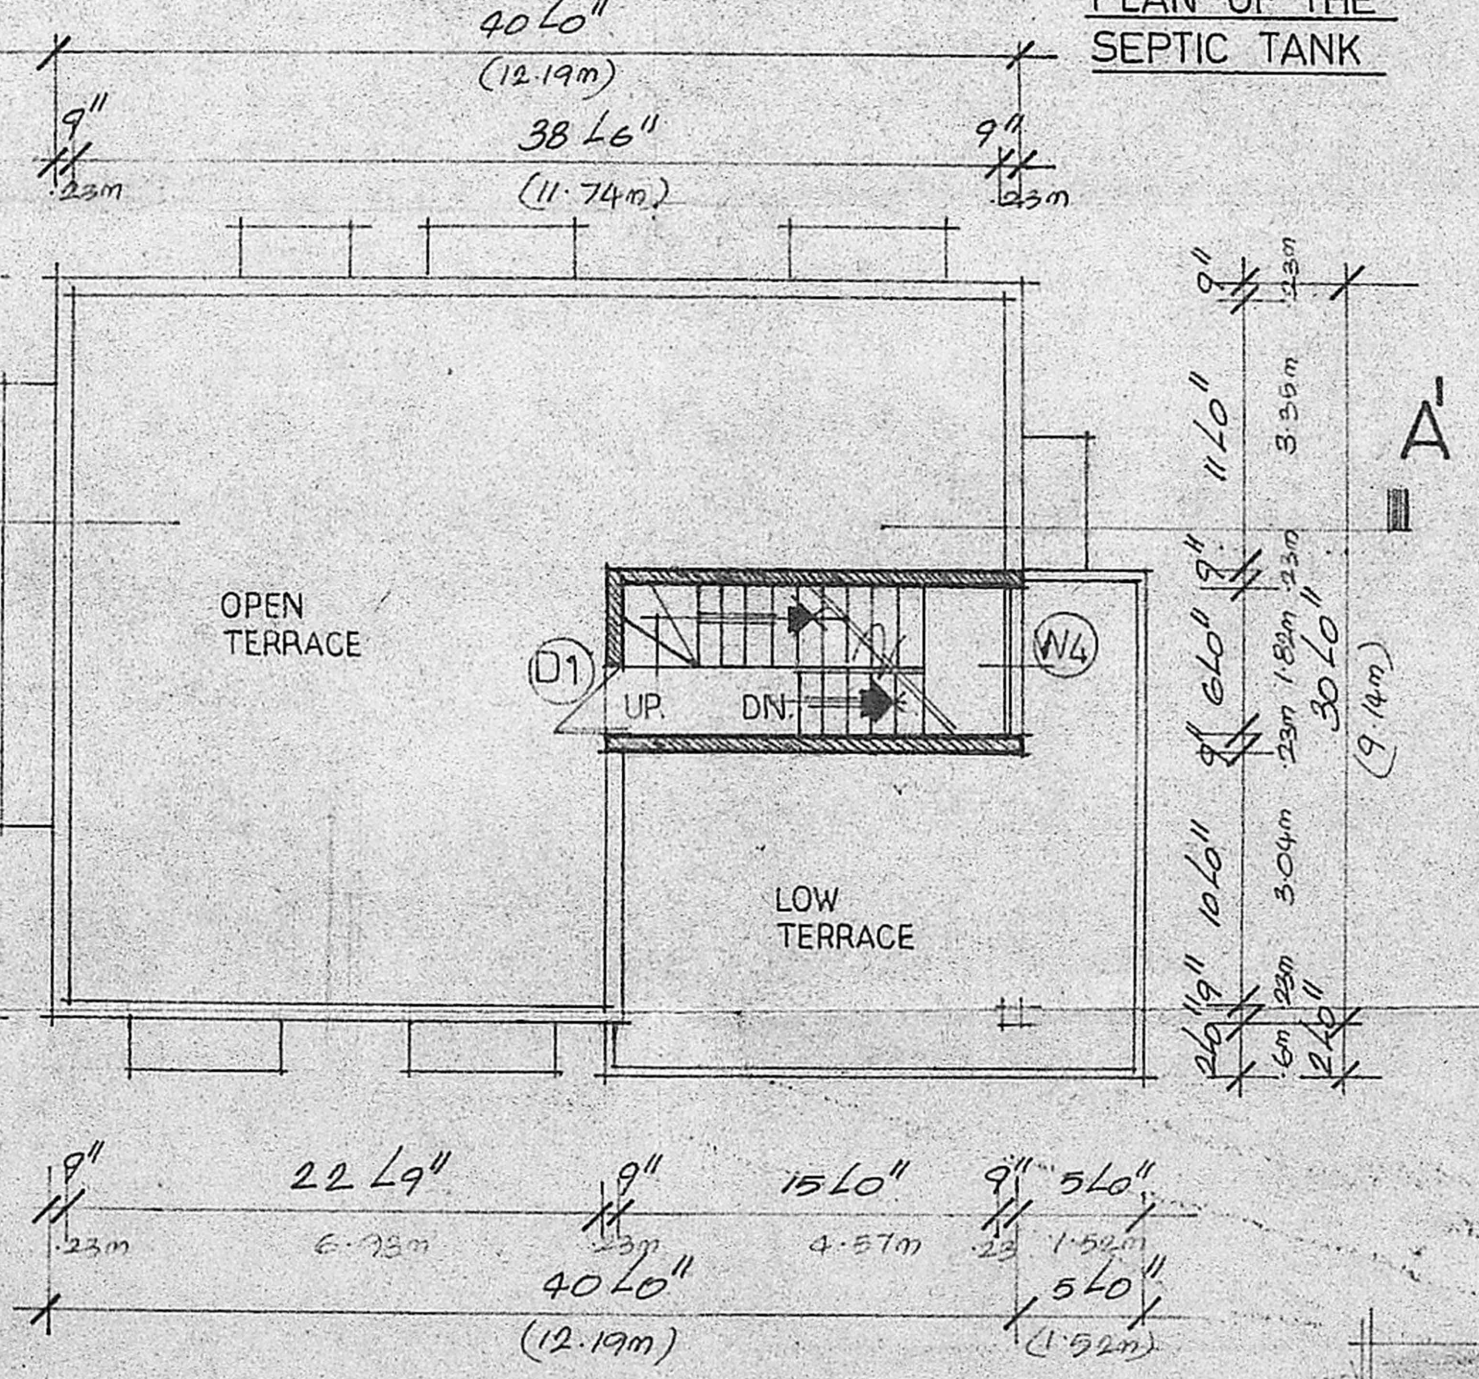 40'-0"
PLAN OF THE
SEPTIC TANK
(12.19m)
9" 38'-6" 9"
.23m (11.74m) .23m
9" .23m
11'-0" 3.35m
A'
9" .23m
6'-0" 1.82m
30'-0" (9.14m)
9" .23m
10'-0" 3.04m
9" .23m
2'-0" .6m 2'-0"
OPEN
TERRACE
D1
UP. DN.
W4
LOW
TERRACE
9" 22'-9" 9" 15'-0" 9" 5'-0"
.23m 6.93m .23m 4.57m .23 1.52m
40'-0" 5'-0"
(12.19m) (1.52m)